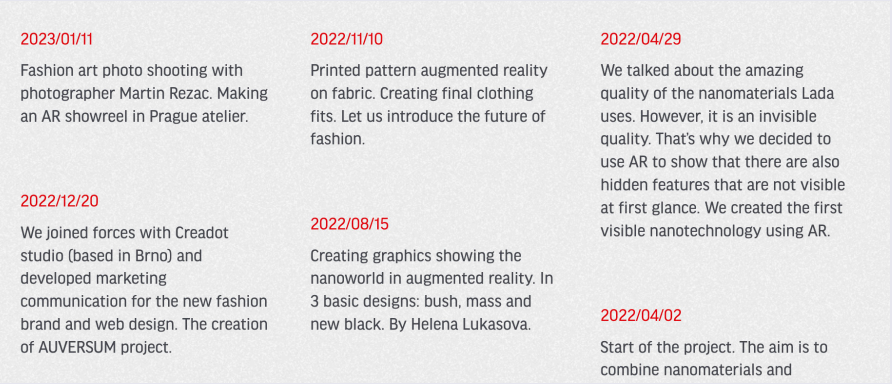 2023/01/11
Fashion art photo shooting with
photographer Martin Rezac. Making
an AR showreel in Prague atelier.
2022/12/20
We joined forces with Creadot
studio (based in Brno) and
developed marketing
communication for the new fashion
brand and web design. The creation
of AUVERSUM project.
2022/11/10
Printed pattern augmented reality
on fabric. Creating final clothing
fits. Let us introduce the future of
fashion.
2022/08/15
Creating graphics showing the
nanoworld in augmented reality. In
3 basic designs: bush, mass and
new black. By Helena Lukasova.
2022/04/29
We talked about the amazing
quality of the nanomaterials Lada
uses. However, it is an invisible
quality. That's why we decided to
use AR to show that there are also
hidden features that are not visible
at first glance. We created the first
visible nanotechnology using AR.
2022/04/02
Start of the project. The aim is to
combine nanomaterials and